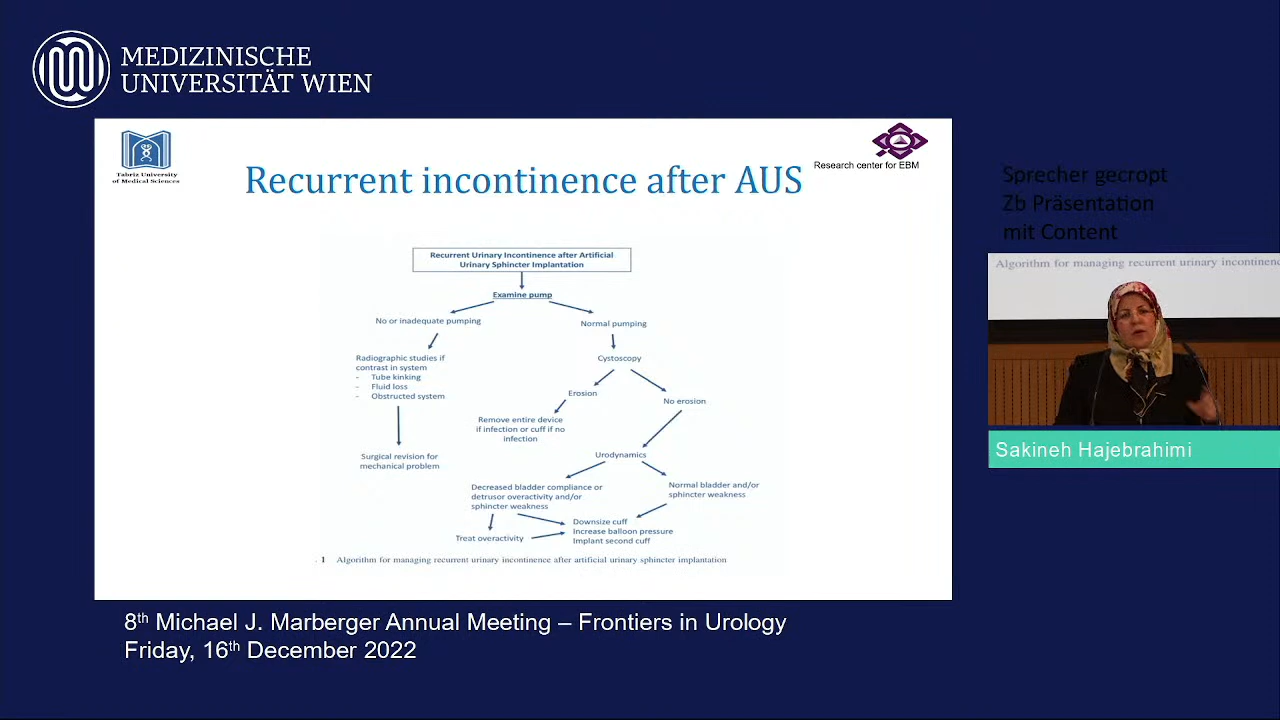 MEDIZINISCHE
UNIVERSITÄT WIEN
Tabriz University
of Medical Sciences
Research center for EBM
Recurrent incontinence after AUS
Recurrent Urinary Incontinence after Artificial
Urinary Sphincter Implantation
Examine pump
No or inadequate pumping
Normal pumping
Radiographic studies if
contrast in system
- Tube kinking
- Fluid loss
- Obstructed system
Cystoscopy
Erosion
No erosion
Remove entire device
if infection or cuff if no
infection
Surgical revision for
mechanical problem
Urodynamics
Decreased bladder compliance or
detrusor overactivity and/or
sphincter weakness
Normal bladder and/or
sphincter weakness
Treat overactivity
Downsize cuff
Increase balloon pressure
Implant second cuff
. 1 Algorithm for managing recurrent urinary incontinence after artificial urinary sphincter implantation
Sprecher gecropt
Zb Präsentation
mit Content
Algorithm for managing recurrent urinary incontinenc
Sakineh Hajebrahimi
8th Michael J. Marberger Annual Meeting – Frontiers in Urology
Friday, 16th December 2022